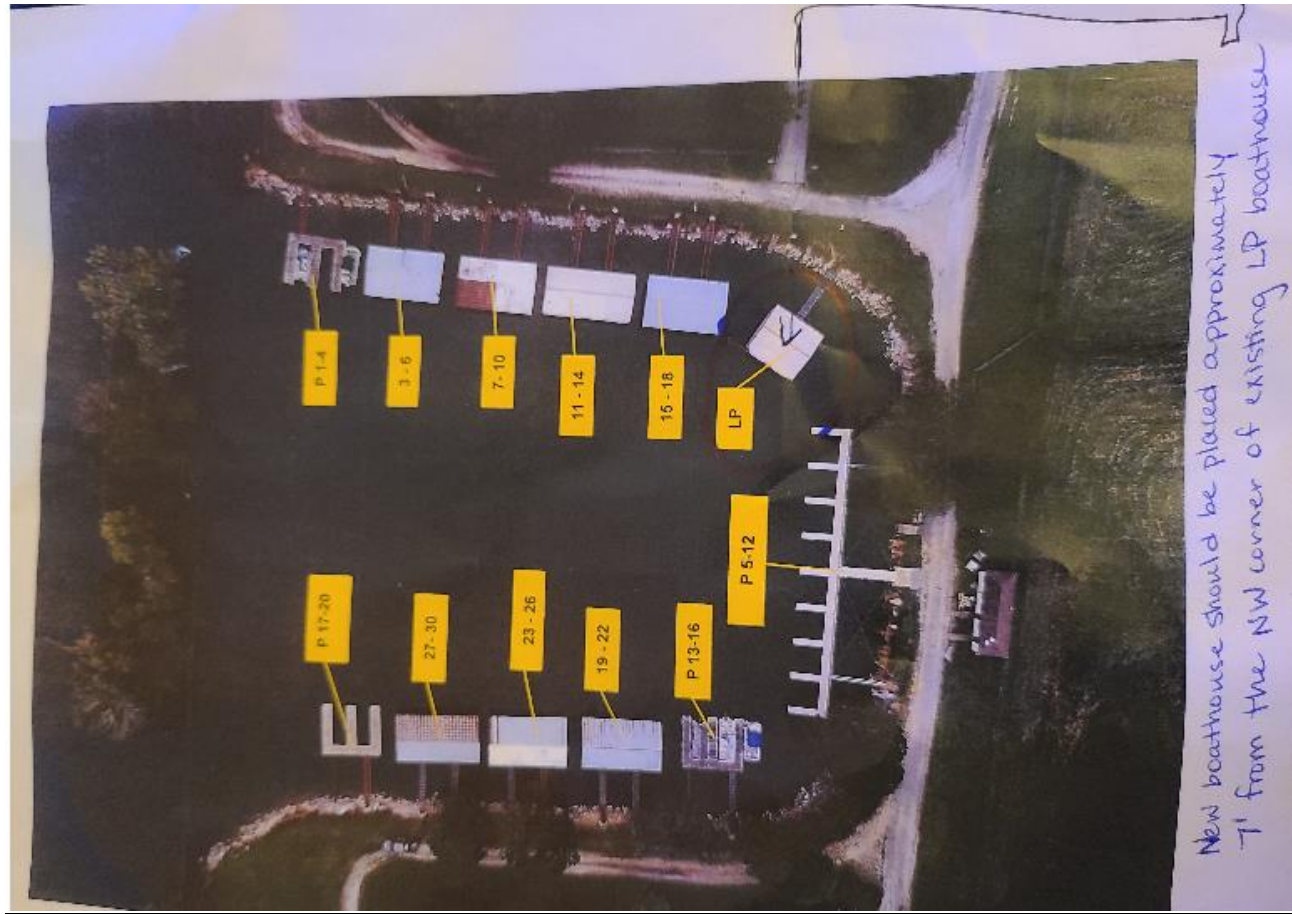 P 17-20
P 1-4
27- 30
3 - 6
23 - 26
7 - 10
19 - 22
11 - 14
P 13-16
15 - 18
P 5-12
LP
New boathouse should be placed approximately
7' from the NW corner of existing LP boathouse